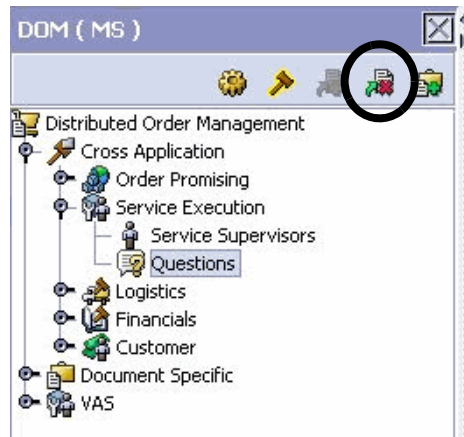 DOM ( MS )
Distributed Order Management
Cross Application
Order Promising
Service Execution
Service Supervisors
Questions
Logistics
Financials
Customer
Document Specific
VAS